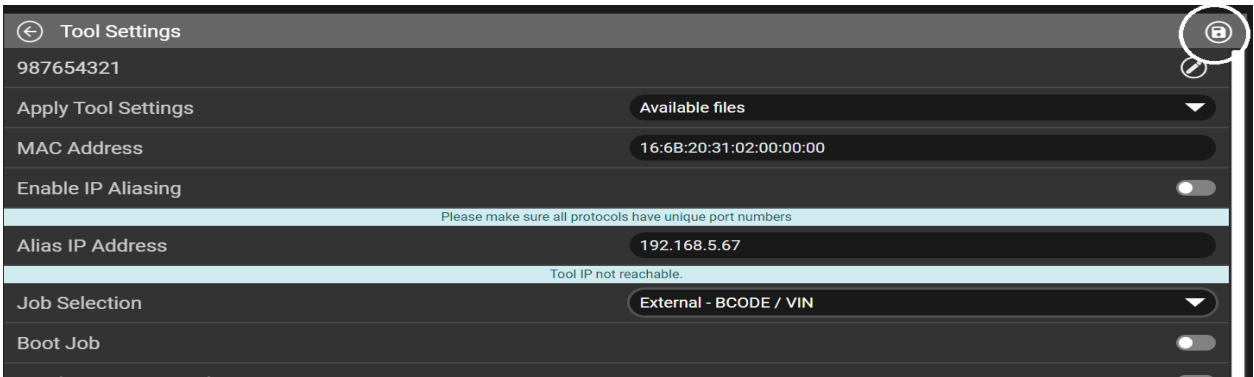 Tool Settings
987654321
Apply Tool Settings Available files
MAC Address 16:6B:20:31:02:00:00:00
Enable IP Aliasing
Please make sure all protocols have unique port numbers
Alias IP Address 192.168.5.67
Tool IP not reachable.
Job Selection External - BCODE / VIN
Boot Job